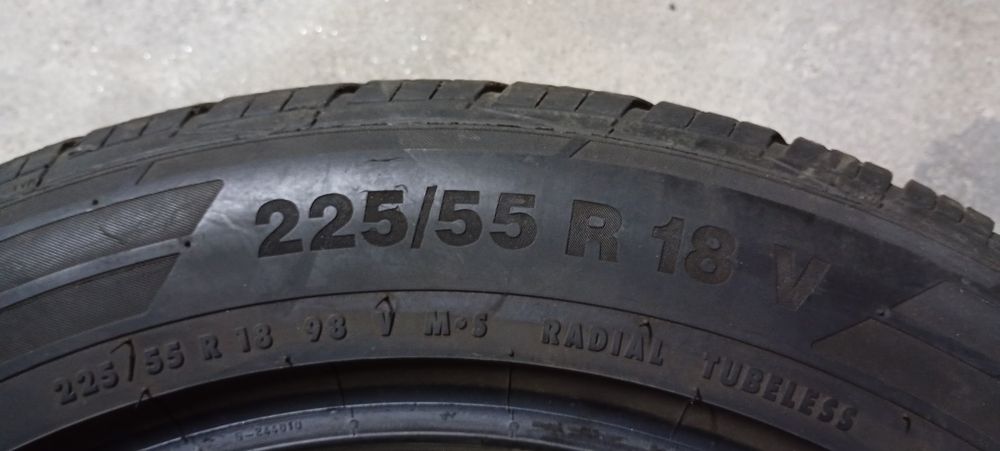 225/55 R 18 V
225/55 R 18 98 V M·S RADIAL TUBELESS